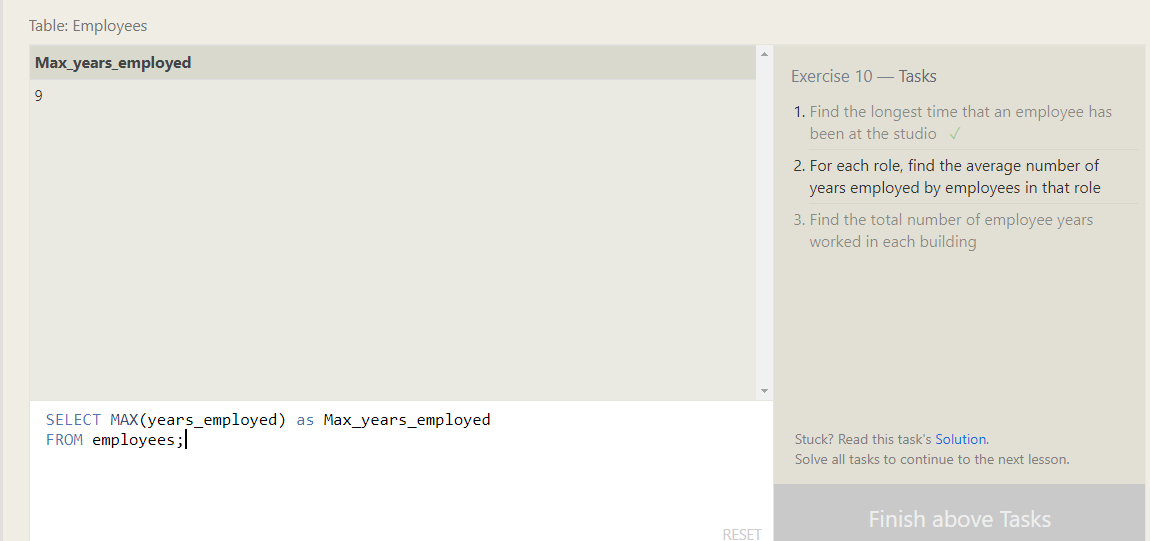 Table: Employees
Max_years_employed
9
SELECT MAX(years_employed) as Max_years_employed
FROM employees;
RESET
Exercise 10 — Tasks
1. Find the longest time that an employee has
been at the studio ✓
2. For each role, find the average number of
years employed by employees in that role
3. Find the total number of employee years
worked in each building
Stuck? Read this task's Solution.
Solve all tasks to continue to the next lesson.
Finish above Tasks